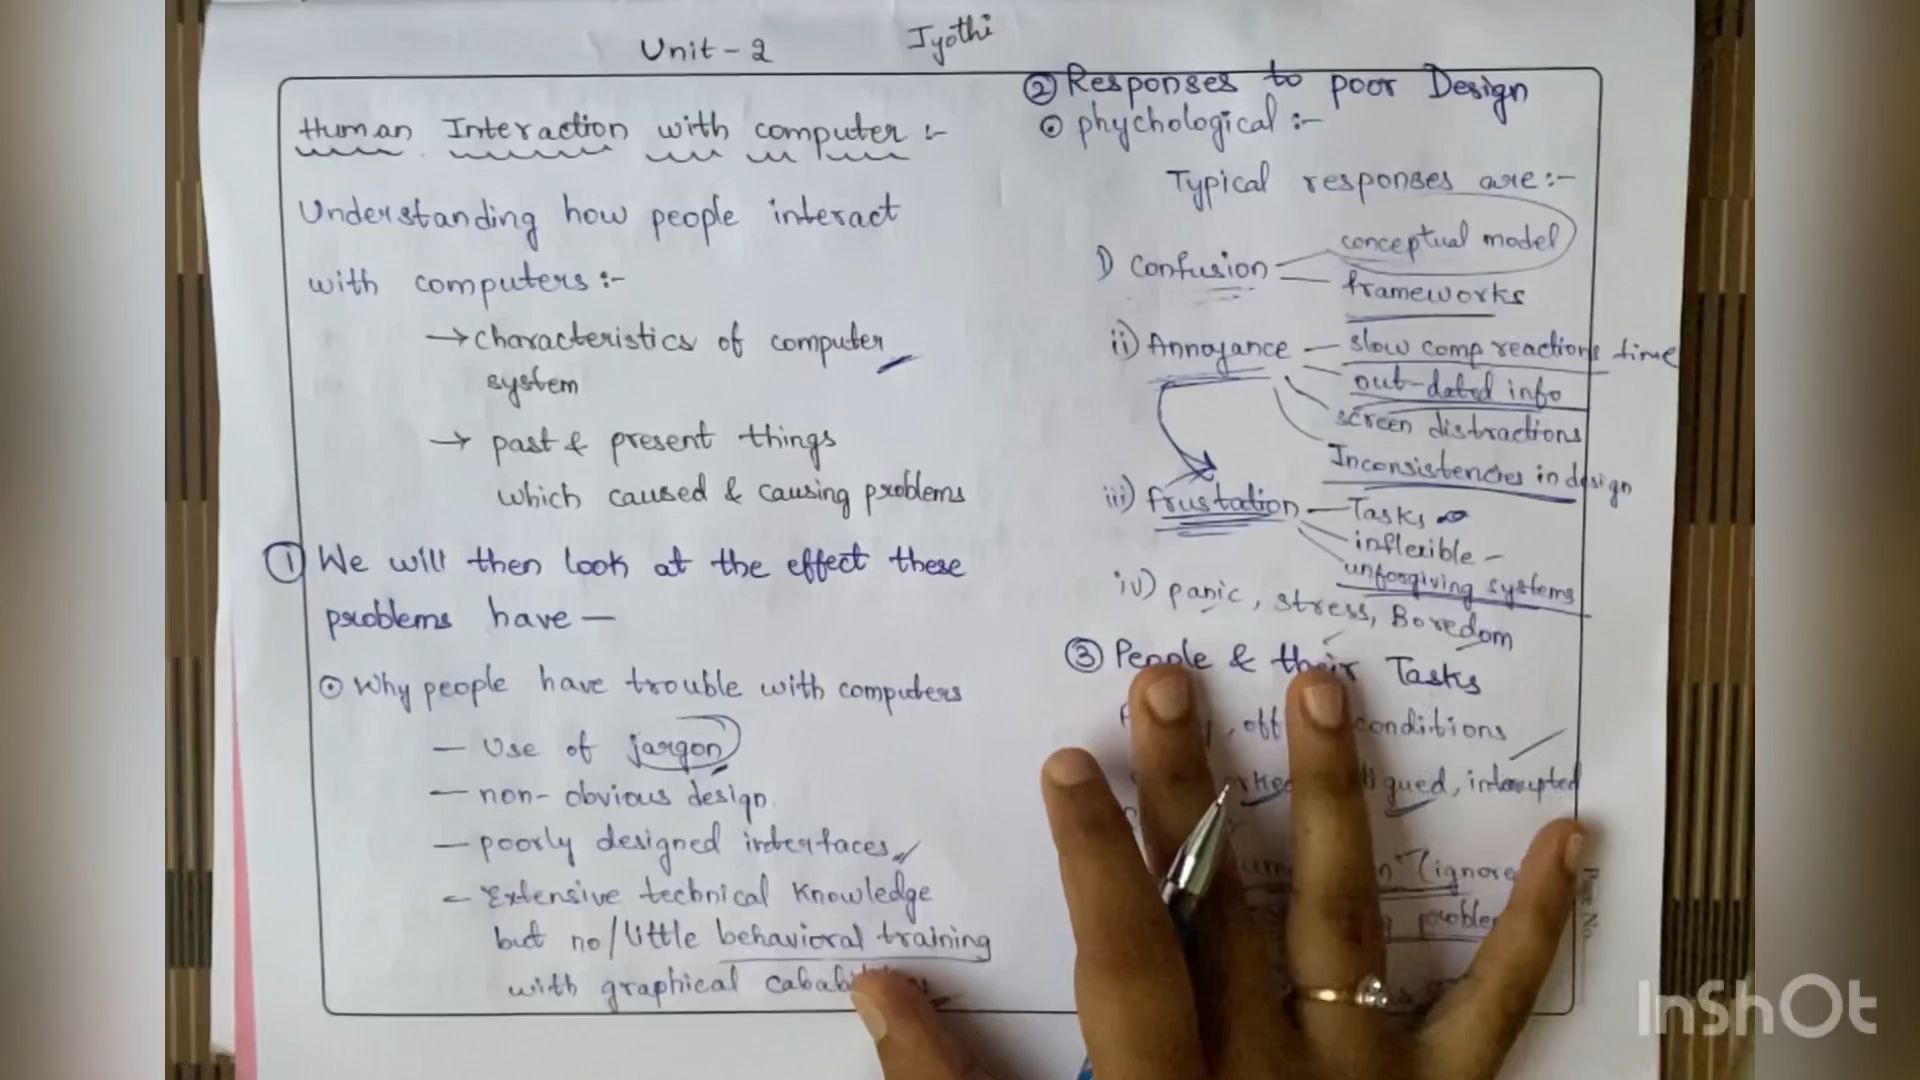 Unit - 2
Jyothi
Human Interaction with computer :-
Understanding how people interact
with computers :-
→ characteristics of computer
system
→ past & present things
which caused & causing problems
① We will then look at the effect these
problems have —
⊙ Why people have trouble with computers
— Use of jargon
— non-obvious design
— poorly designed interfaces
— Extensive technical knowledge
but no/little behavioral training
with graphical
② Responses to poor Design
⊙ phychological :-
Typical responses are :-
i) Confusion — conceptual model
— frameworks
ii) Annoyance — slow comp reactions time
out-dated info
screen distractions
Inconsistencies in design
iii) frustation — Tasks
inflexible —
unforgiving systems
iv) panic, stress, Boredom
③ People & their Tasks
conditions
, interrupted
(ignore
Page No.
InShOt